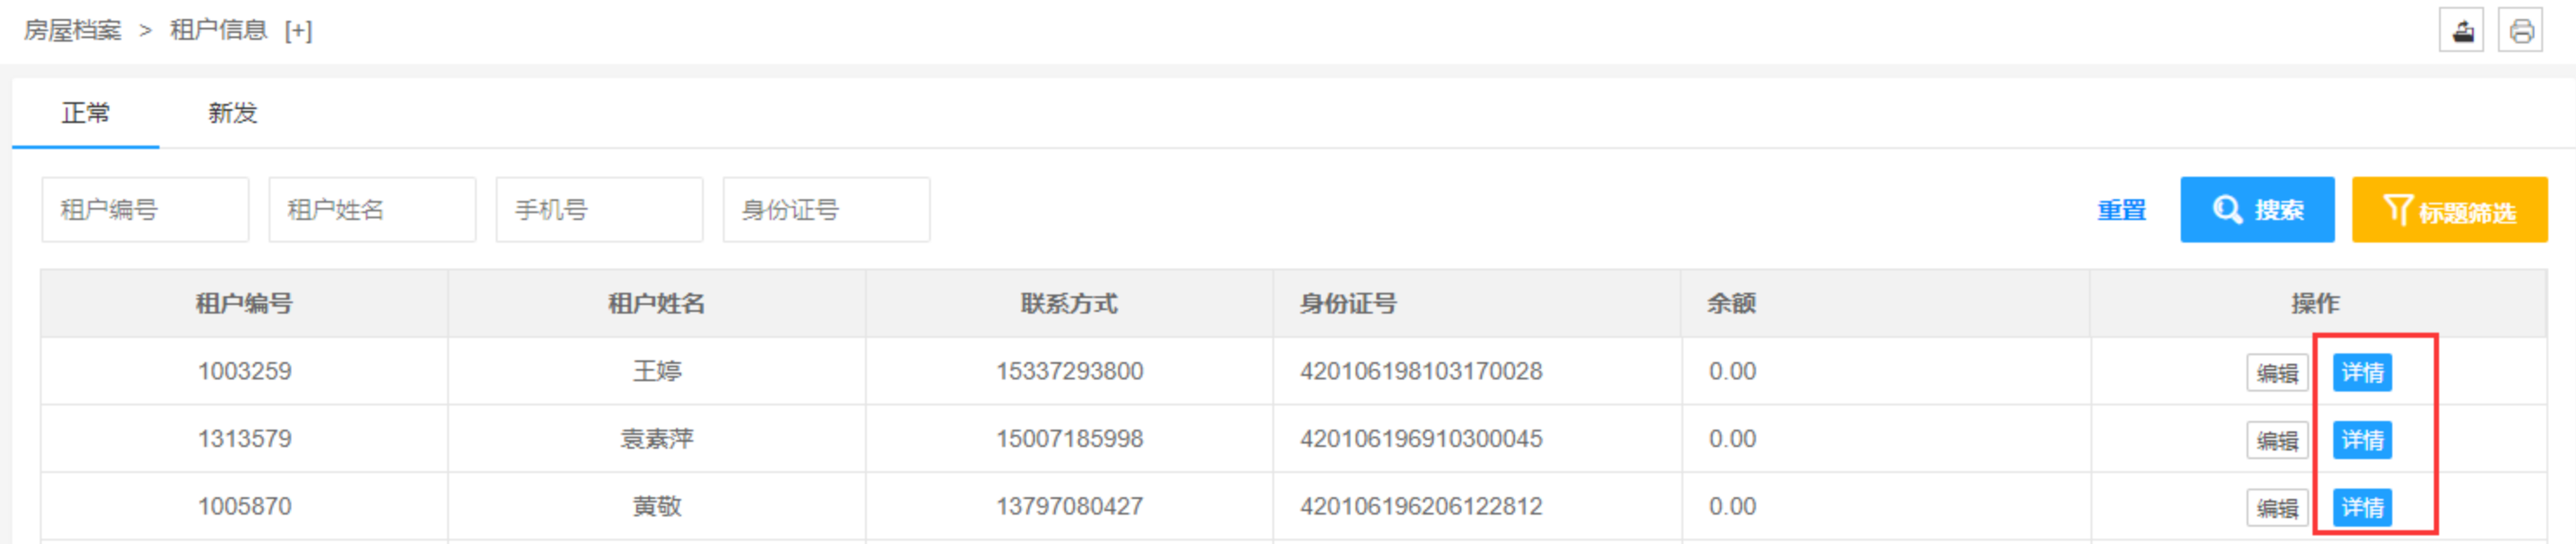 房屋档案 > 租户信息 [+]
正常 新发
租户编号 租户姓名 手机号 身份证号 重置 搜索 标题筛选
租户编号 租户姓名 联系方式 身份证号 余额 操作
1003259 王婷 15337293800 420106198103170028 0.00 编辑 详情
1313579 袁素萍 15007185998 420106196910300045 0.00 编辑 详情
1005870 黄敬 13797080427 420106196206122812 0.00 编辑 详情